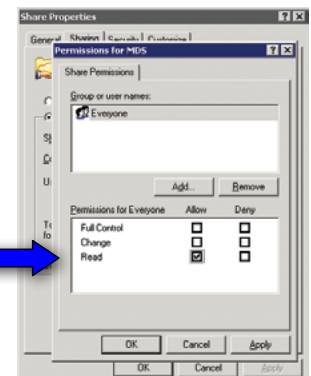 Share Properties
General Sharing Security Customize
Permissions for MDS
Share Permissions
Group or user names:
Everyone
Add... Remove
Permissions for Everyone Allow Deny
Full Control
Change
Read
OK Cancel Apply
OK Cancel Apply